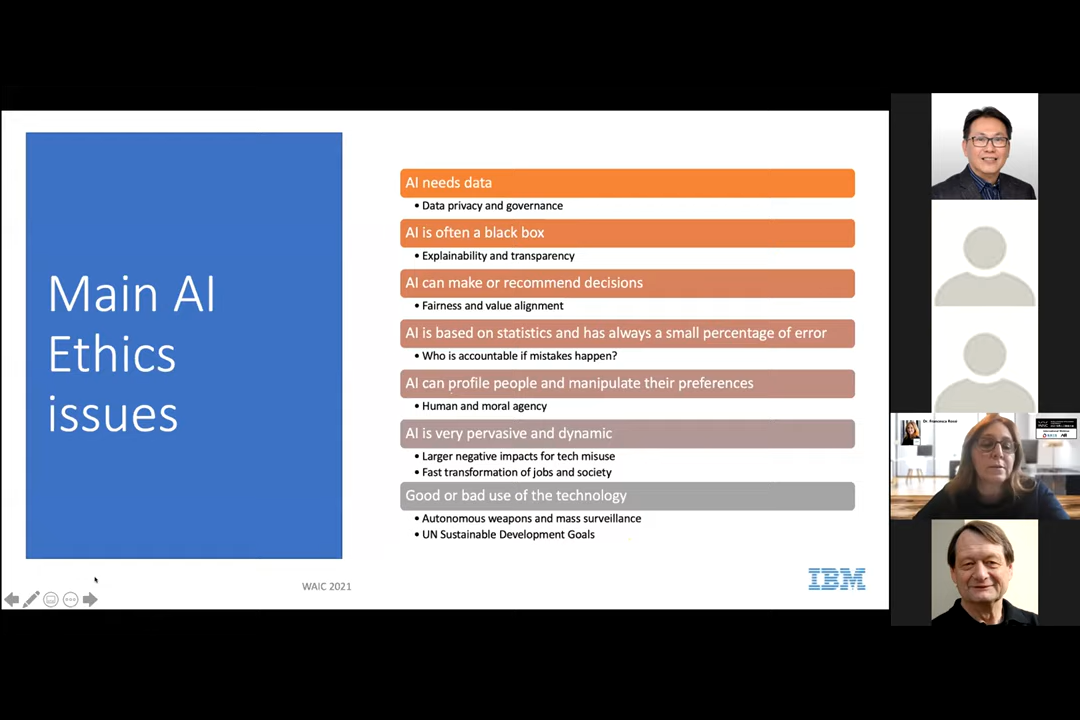 Main AI
Ethics
issues
AI needs data
• Data privacy and governance
AI is often a black box
• Explainability and transparency
AI can make or recommend decisions
• Fairness and value alignment
AI is based on statistics and has always a small percentage of error
• Who is accountable if mistakes happen?
AI can profile people and manipulate their preferences
• Human and moral agency
AI is very pervasive and dynamic
• Larger negative impacts for tech misuse
• Fast transformation of jobs and society
Good or bad use of the technology
• Autonomous weapons and mass surveillance
• UN Sustainable Development Goals
WAIC 2021
IBM
Dr. Francesca Rossi